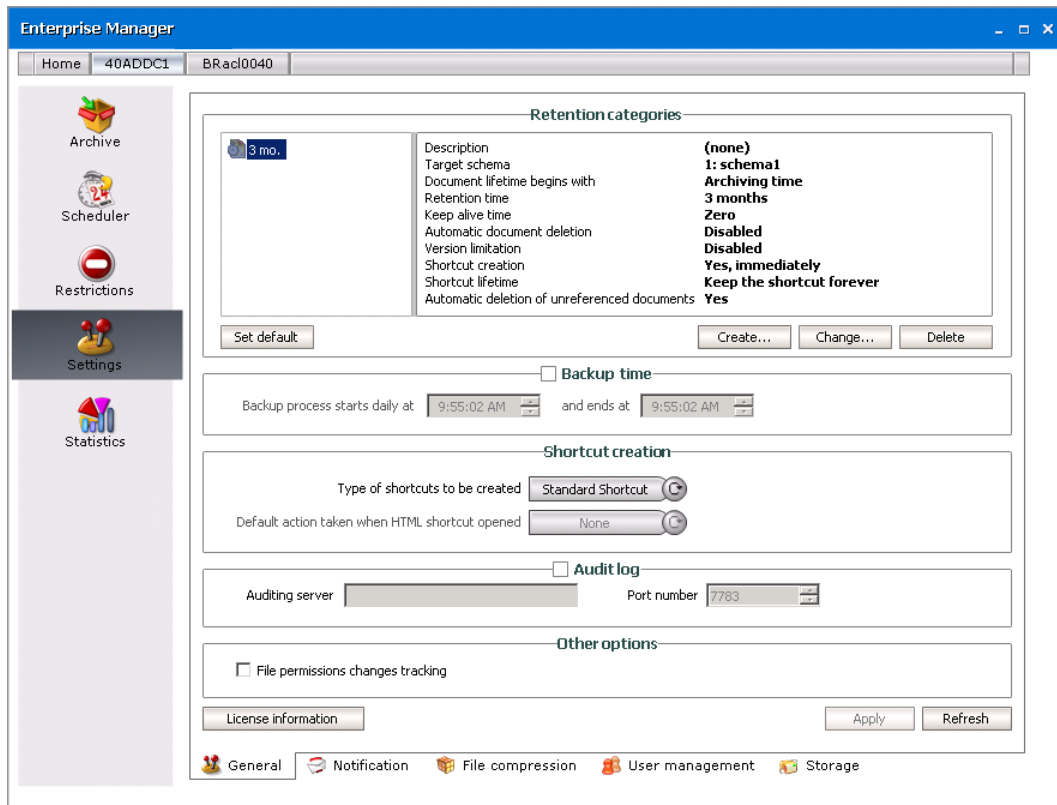 Enterprise Manager
Home 40ADDC1 BRacl0040
Archive
Scheduler
Restrictions
Settings
Statistics
Retention categories
3 mo.
Description (none)
Target schema 1: schema1
Document lifetime begins with Archiving time
Retention time 3 months
Keep alive time Zero
Automatic document deletion Disabled
Version limitation Disabled
Shortcut creation Yes, immediately
Shortcut lifetime Keep the shortcut forever
Automatic deletion of unreferenced documents Yes
Set default Create... Change... Delete
Backup time
Backup process starts daily at 9:55:02 AM and ends at 9:55:02 AM
Shortcut creation
Type of shortcuts to be created Standard Shortcut
Default action taken when HTML shortcut opened None
Audit log
Auditing server Port number 7783
Other options
File permissions changes tracking
License information Apply Refresh
General Notification File compression User management Storage